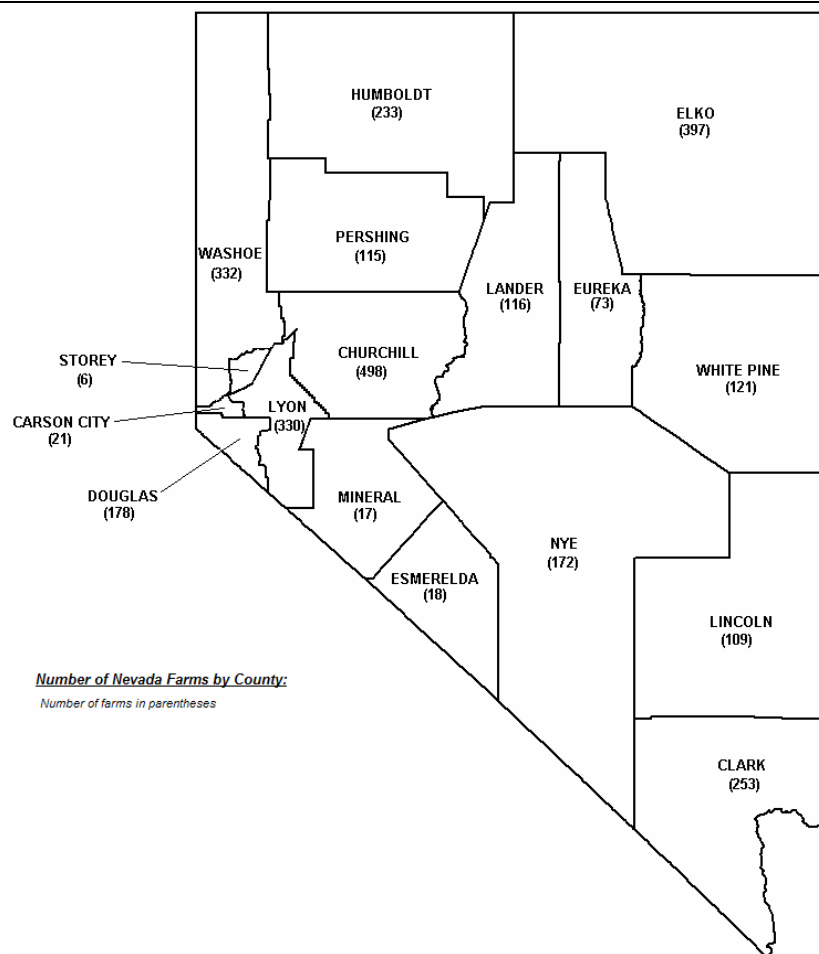 HUMBOLDT
(233)
ELKO
(397)
PERSHING
(115)
WASHOE
(332)
LANDER
(116)
EUREKA
(73)
CHURCHILL
(498)
STOREY
(6)
WHITE PINE
(121)
LYON
(330)
CARSON CITY
(21)
DOUGLAS
(178)
MINERAL
(17)
NYE
(172)
ESMERELDA
(18)
LINCOLN
(109)
Number of Nevada Farms by County:
Number of farms in parentheses
CLARK
(253)